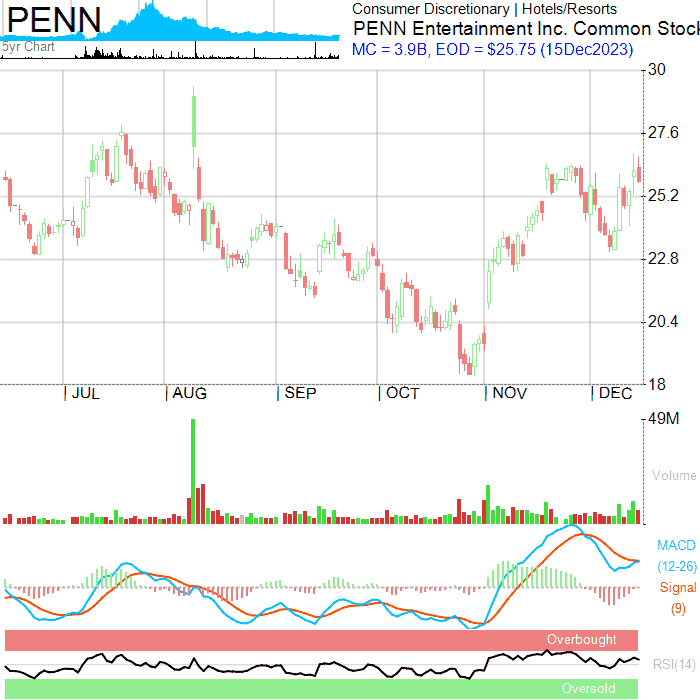 PENN
5yr Chart
Consumer Discretionary | Hotels/Resorts
PENN Entertainment Inc. Common Stoc
MC = 3.9B, EOD = $25.75 (15Dec2023)
30
27.6
25.2
22.8
20.4
18
JUL
AUG
SEP
OCT
NOV
DEC
49M
Volume
MACD
(12-26)
Signal
(9)
Overbought
RSI(14)
Oversold